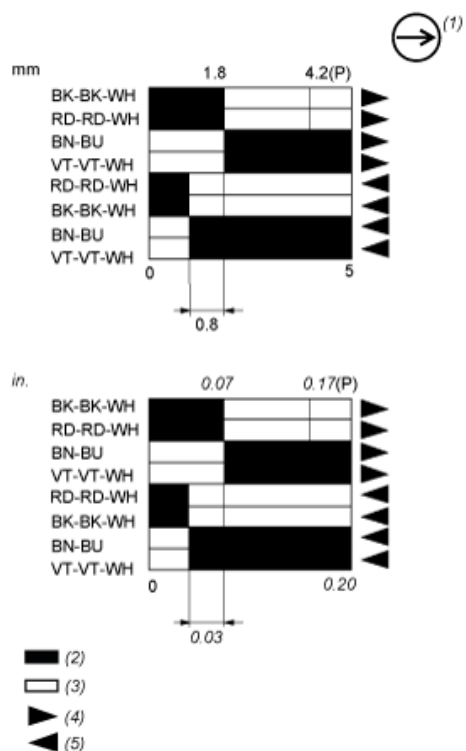 (1)
mm
1.8 4.2(P)
BK-BK-WH
RD-RD-WH
BN-BU
VT-VT-WH
RD-RD-WH
BK-BK-WH
BN-BU
VT-VT-WH
0 5
0.8
in.
0.07 0.17(P)
BK-BK-WH
RD-RD-WH
BN-BU
VT-VT-WH
RD-RD-WH
BK-BK-WH
BN-BU
VT-VT-WH
0 0.20
0.03
(2)
(3)
(4)
(5)